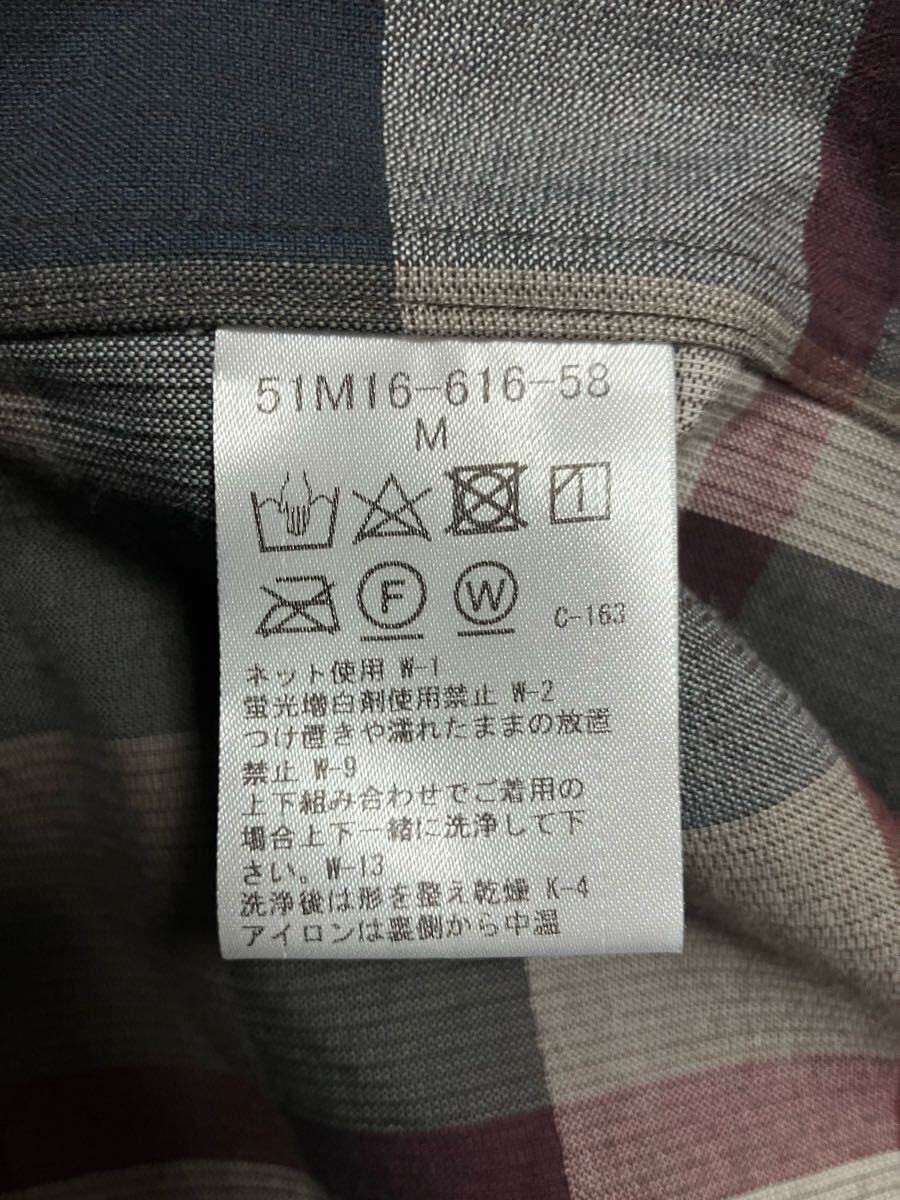 51M16-616-58
M
F W C-163
ネット使用 W-1
蛍光増白剤使用禁止 W-2
つけ置きや濡れたままの放置
禁止 W-9
上下組み合わせでご着用の
場合上下一緒に洗浄して下
さい。W-13
洗浄後は形を整え乾燥 K-4
アイロンは裏側から中温